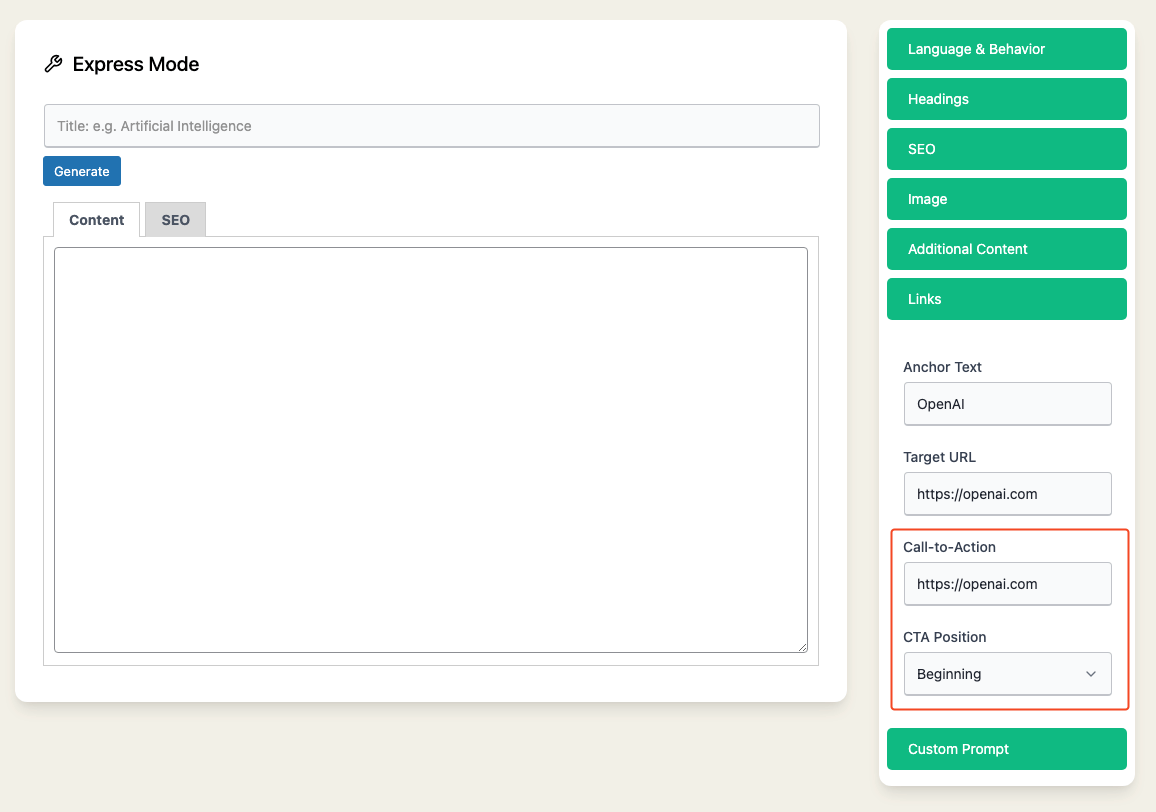 Express Mode
Title: e.g. Artificial Intelligence
Generate
Content
SEO
Language & Behavior
Headings
SEO
Image
Additional Content
Links
Anchor Text
OpenAI
Target URL
https://openai.com
Call-to-Action
https://openai.com
CTA Position
Beginning
Custom Prompt